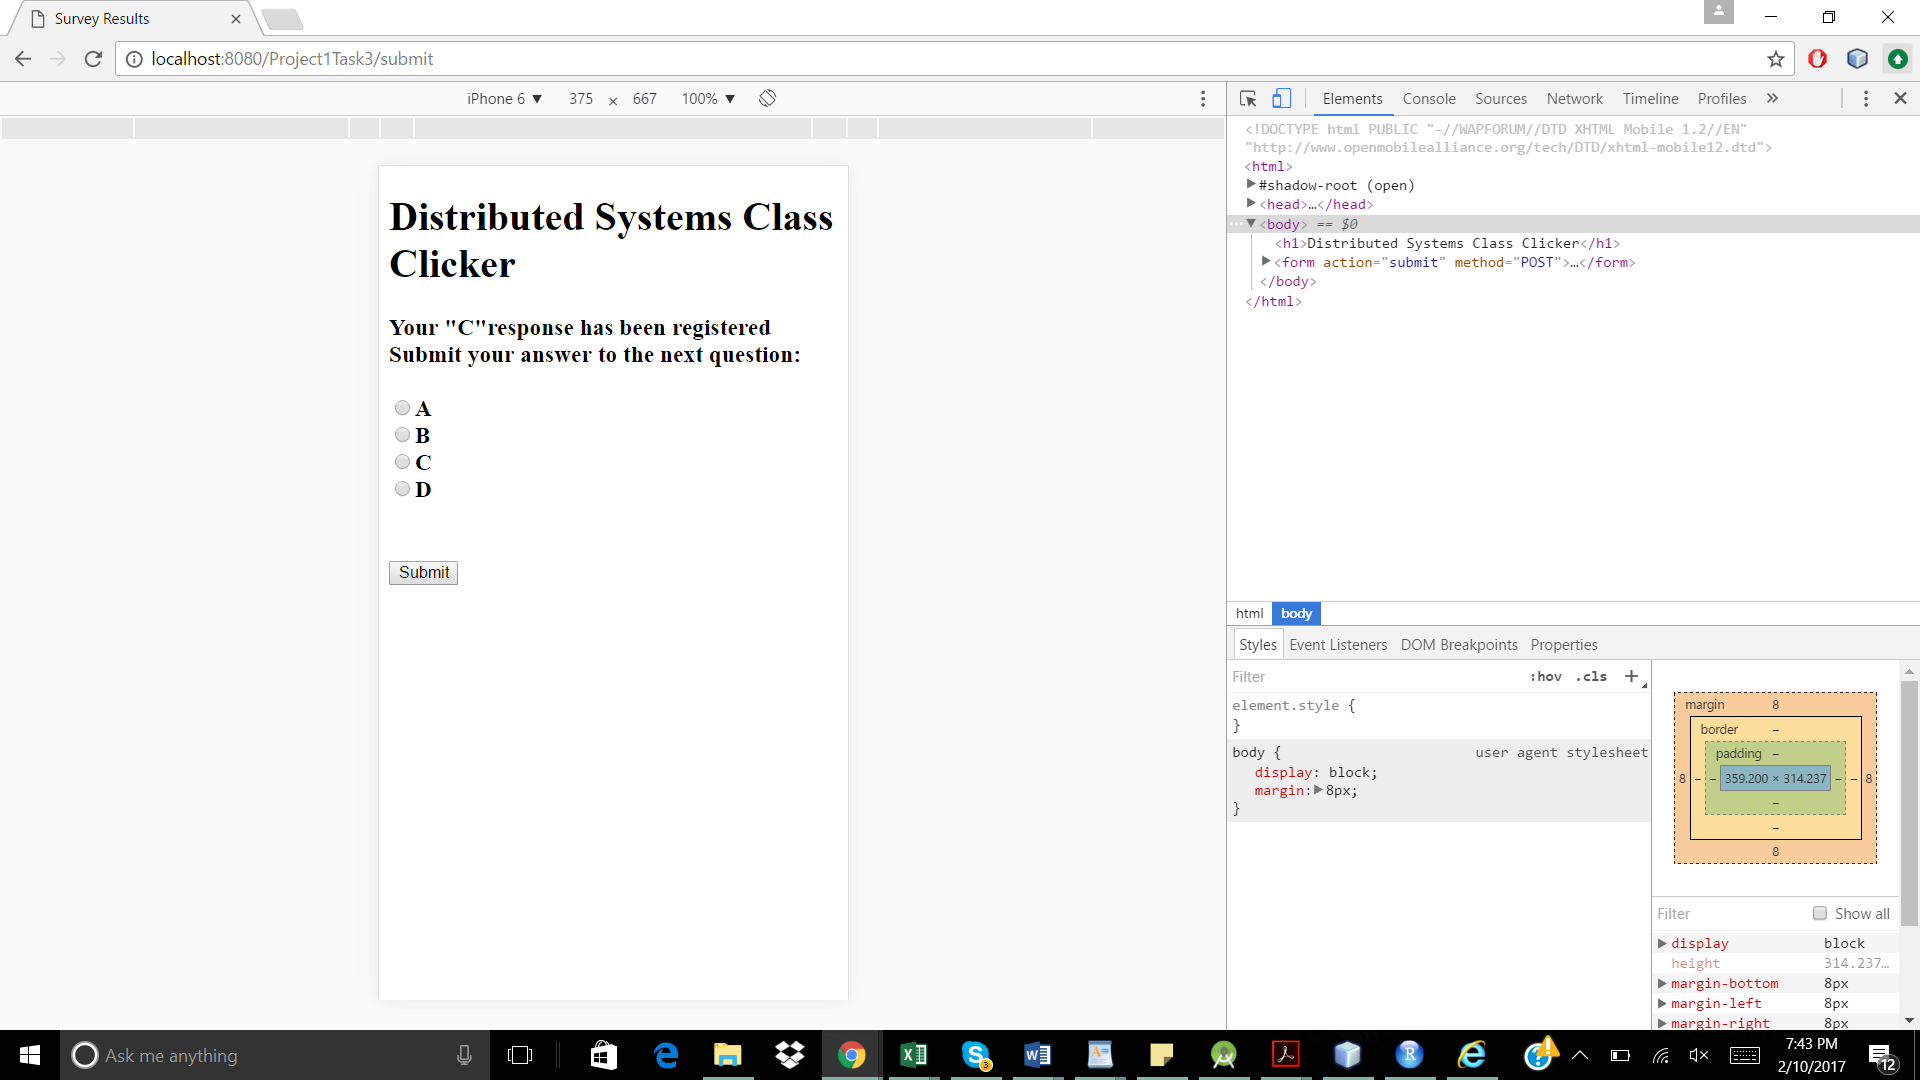 Survey Results
localhost:8080/Project1Task3/submit
iPhone 6 ▼ 375 × 667 100% ▼
Elements Console Sources Network Timeline Profiles »
Distributed Systems Class
Clicker
Your "C"response has been registered
Submit your answer to the next question:
A
B
C
D
Submit
<!DOCTYPE html PUBLIC "-//WAPFORUM//DTD XHTML Mobile 1.2//EN"
"http://www.openmobilealliance.org/tech/DTD/xhtml-mobile12.dtd">
<html>
▶#shadow-root (open)
▶<head>…</head>
…▼<body> == $0
<h1>Distributed Systems Class Clicker</h1>
▶<form action="submit" method="POST">…</form>
</body>
</html>
html body
Styles Event Listeners DOM Breakpoints Properties
Filter :hov .cls +
element.style {
}
body { user agent stylesheet
display: block;
margin:▶8px;
}
margin 8
border –
padding –
8 – – 359.200 × 314.237 – – 8
–
–
8
Filter Show all
▶display block
height 314.237…
▶margin-bottom 8px
▶margin-left 8px
▶margin-right 8px
Ask me anything
3
7:43 PM
2/10/2017
12